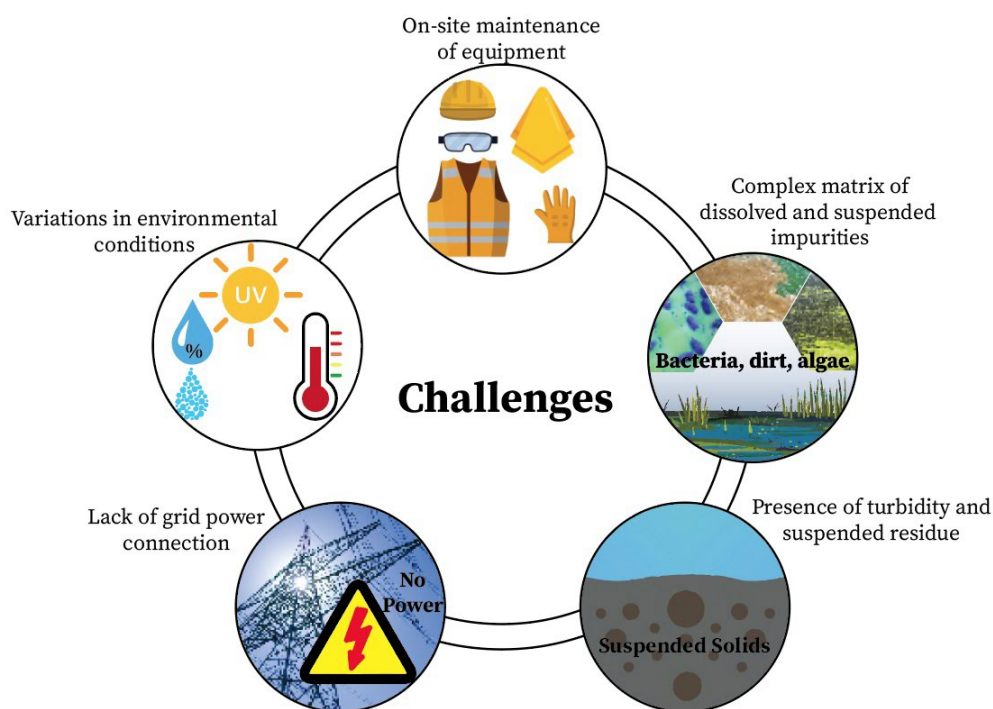 On-site maintenance
of equipment
Complex matrix of
dissolved and suspended
impurities
Variations in environmental
conditions
UV
%
Bacteria, dirt, algae
Challenges
Presence of turbidity and
suspended residue
Lack of grid power
connection
No
Power
Suspended Solids